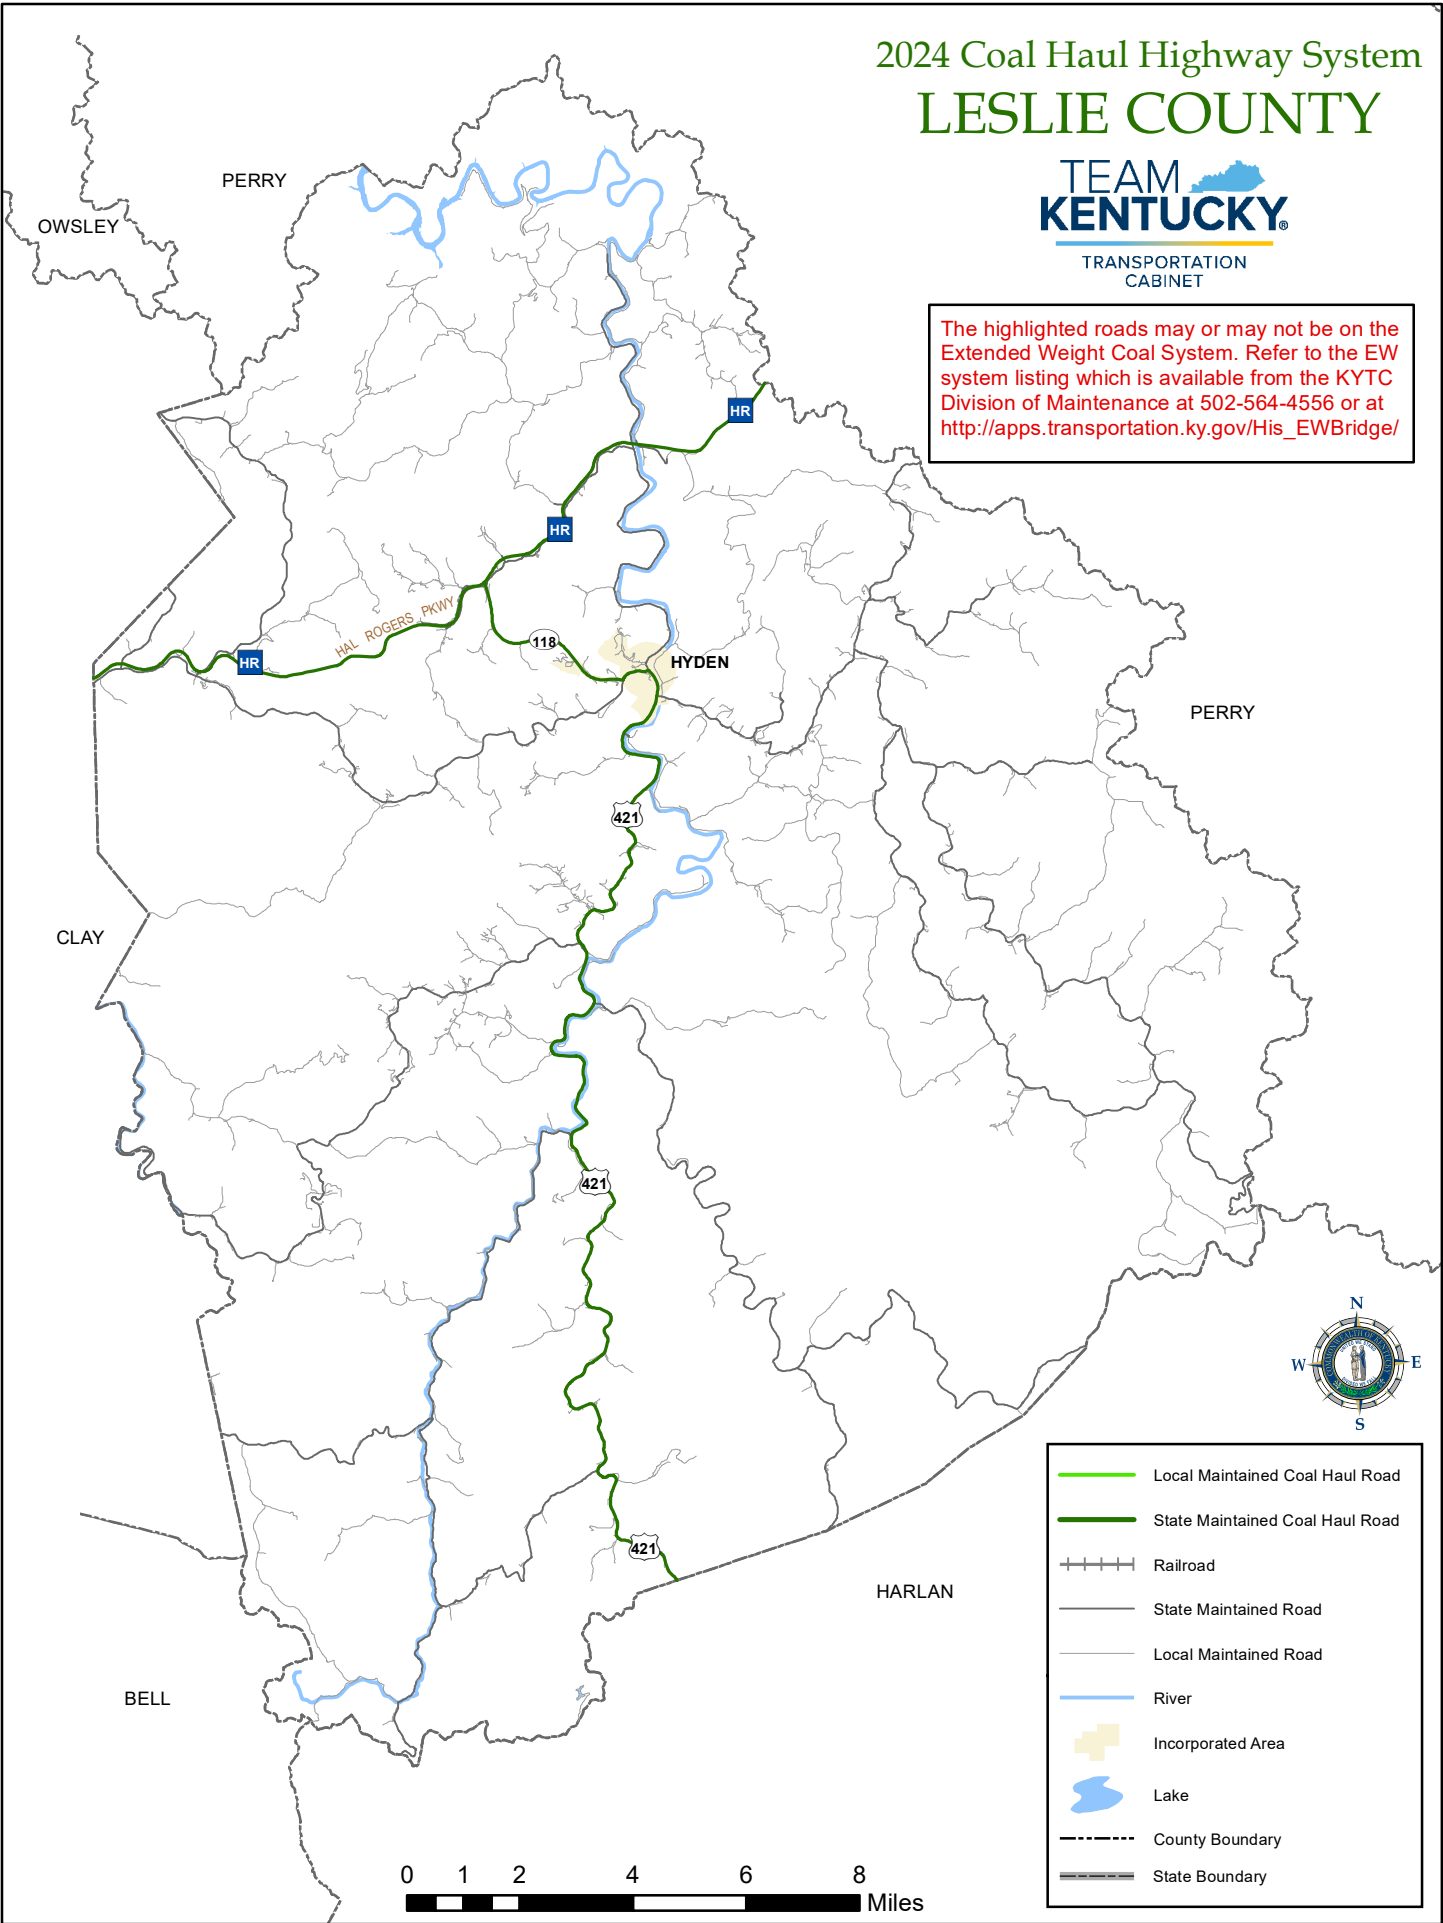 2024 Coal Haul Highway System
LESLIE COUNTY
TEAM
KENTUCKY®
TRANSPORTATION
CABINET
The highlighted roads may or may not be on the
Extended Weight Coal System. Refer to the EW
system listing which is available from the KYTC
Division of Maintenance at 502-564-4556 or at
http://apps.transportation.ky.gov/His_EWBridge/
PERRY
OWSLEY
HR
HR
HAL ROGERS PKWY
118
HR
HYDEN
PERRY
421
CLAY
421
N
W
E
S
421
HARLAN
BELL
Local Maintained Coal Haul Road
State Maintained Coal Haul Road
Railroad
State Maintained Road
Local Maintained Road
River
Incorporated Area
Lake
County Boundary
State Boundary
0 1 2 4 6 8
Miles